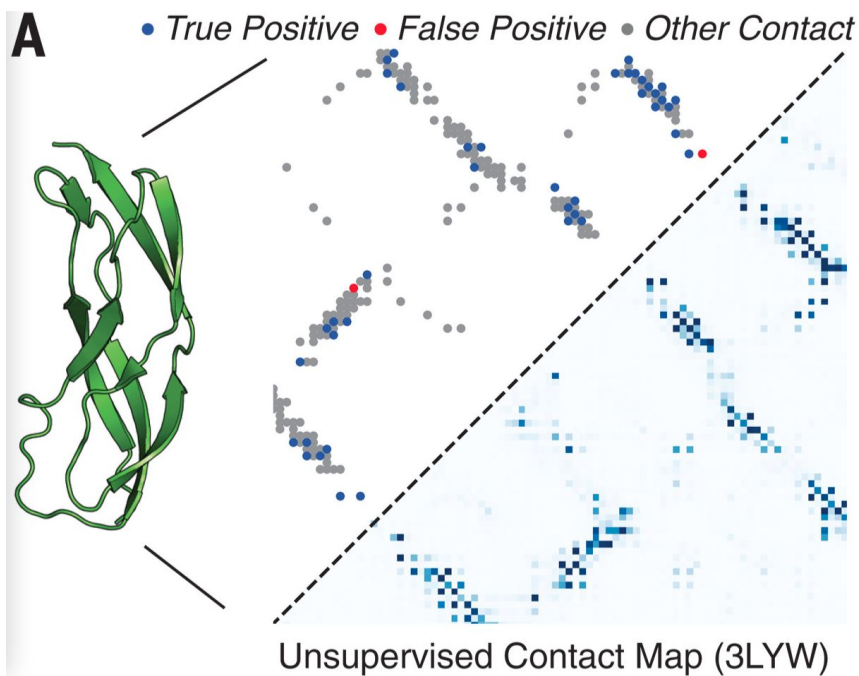 A
True Positive False Positive Other Contact
Unsupervised Contact Map (3LYW)